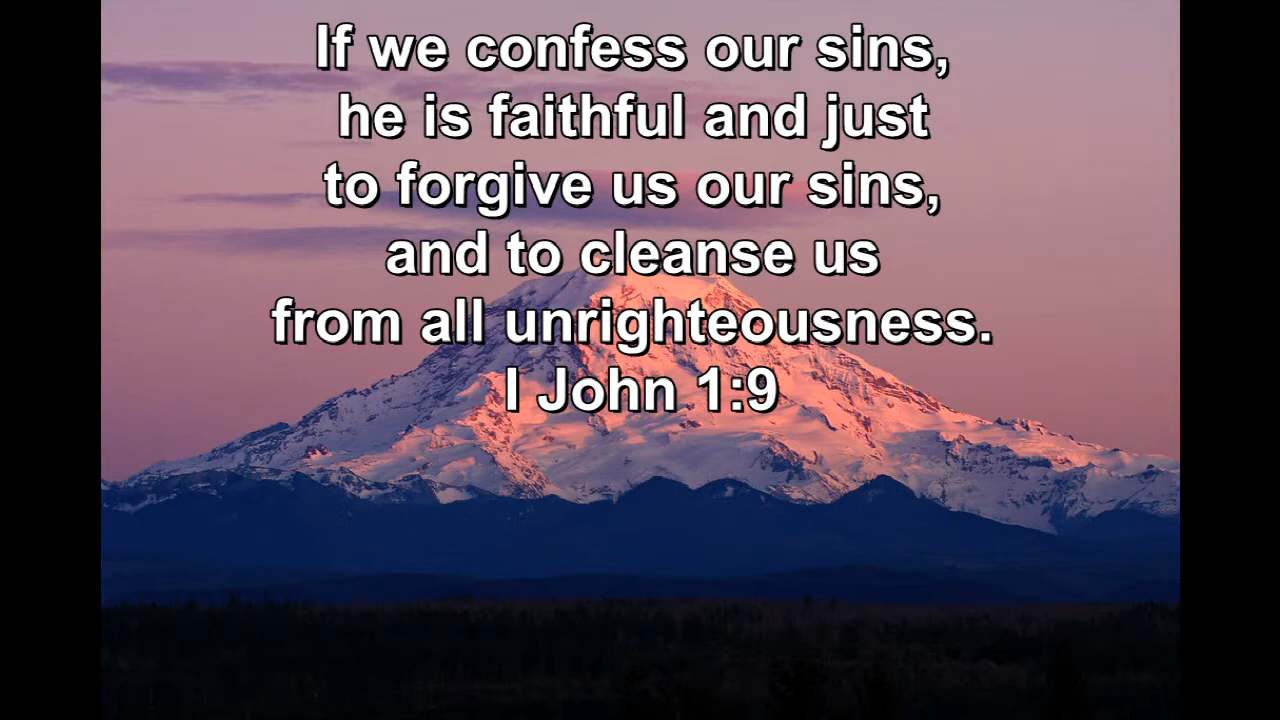 If we confess our sins,
he is faithful and just
to forgive us our sins,
and to cleanse us
from all unrighteousness.
I John 1:9